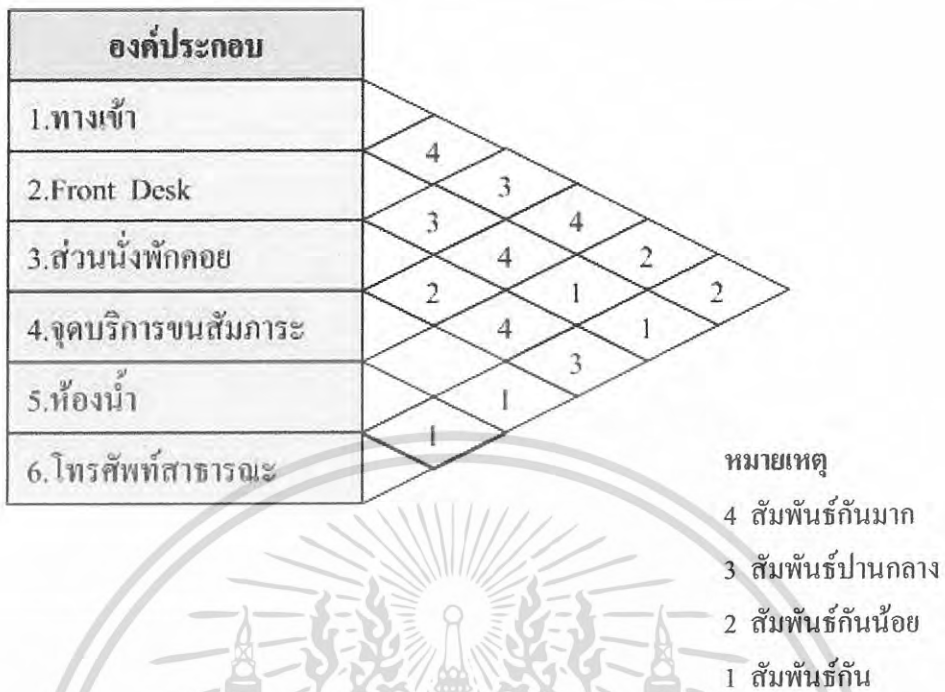 องค์ประกอบ
1.ทางเข้า
2.Front Desk
3.ส่วนนั่งพักคอย
4.จุดบริการขนสัมภาระ
5.ห้องน้ำ
6.โทรศัพท์สาธารณะ
4
3
3
4
4
2
2
1
2
4
1
3
1
1
หมายเหตุ
4 สัมพันธ์กันมาก
3 สัมพันธ์ปานกลาง
2 สัมพันธ์กันน้อย
1 สัมพันธ์กัน